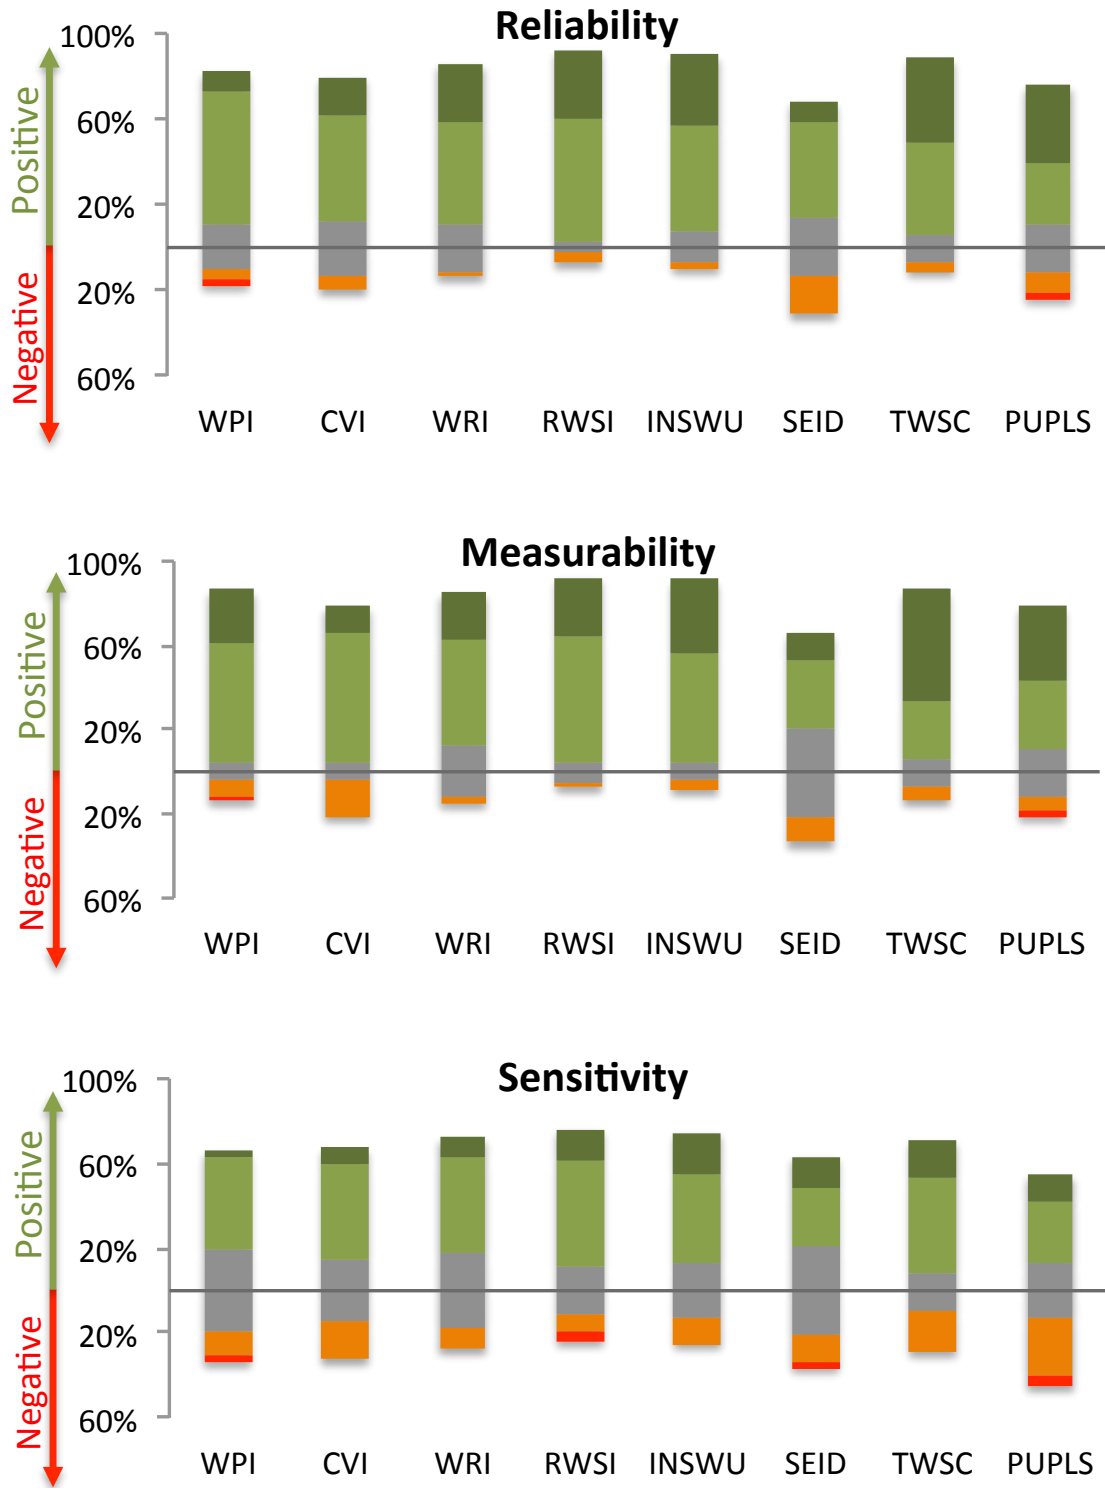 Reliability
100%
60%
20%
20%
60%
Positive
Negative
WPI CVI WRI RWSI INSWU SEID TWSC PUPLS
Measurability
100%
60%
20%
20%
60%
Positive
Negative
WPI CVI WRI RWSI INSWU SEID TWSC PUPLS
Sensitivity
100%
60%
20%
20%
60%
Positive
Negative
WPI CVI WRI RWSI INSWU SEID TWSC PUPLS